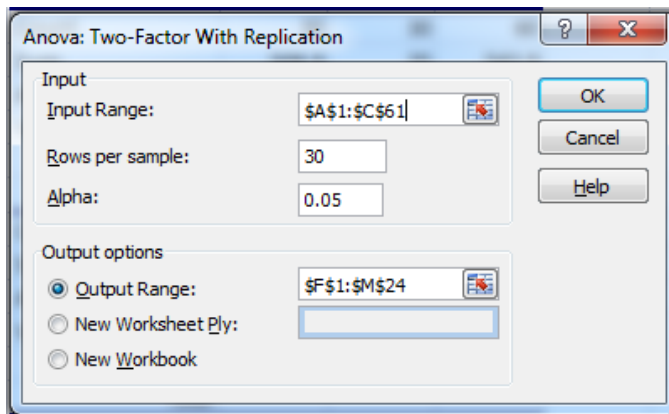 Anova: Two-Factor With Replication
Input
Input Range: $A$1:$C$61
Rows per sample: 30
Alpha: 0.05
OK
Cancel
Help
Output options
Output Range: $F$1:$M$24
New Worksheet Ply:
New Workbook